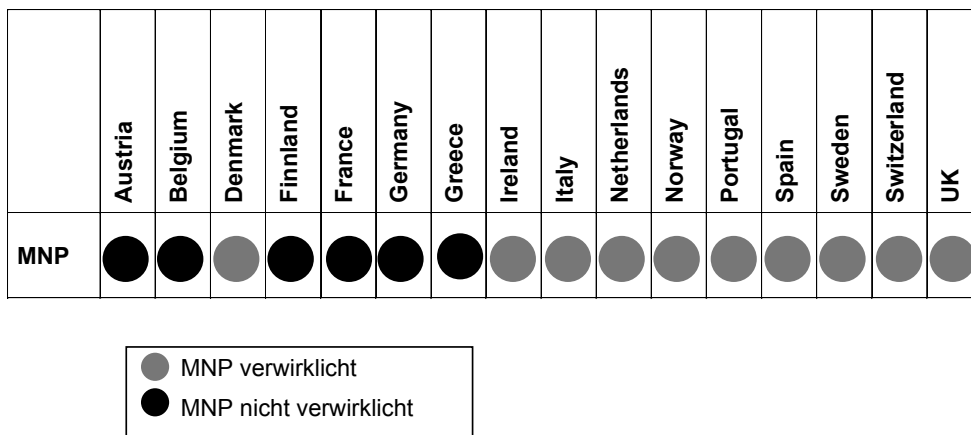 Austria
Belgium
Denmark
Finnland
France
Germany
Greece
Ireland
Italy
Netherlands
Norway
Portugal
Spain
Sweden
Switzerland
UK
MNP
MNP verwirklicht
MNP nicht verwirklicht